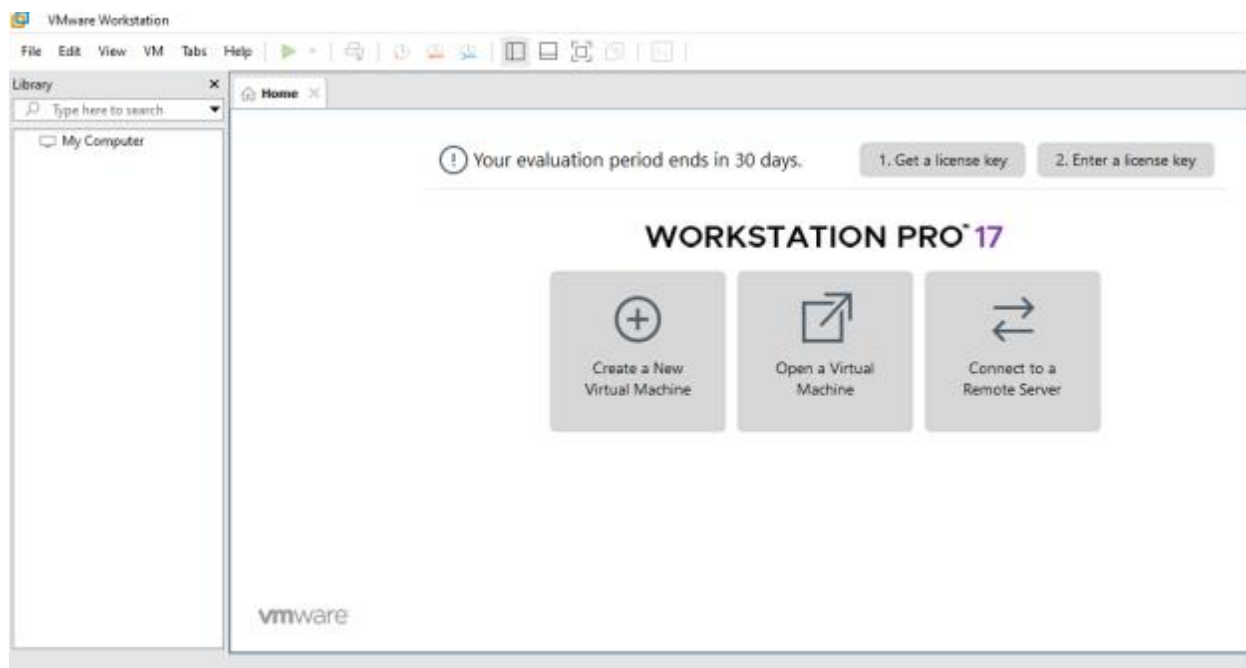 VMware Workstation
File Edit View VM Tabs Help
Library
Home
Type here to search
My Computer
Your evaluation period ends in 30 days.
1. Get a license key
2. Enter a license key
WORKSTATION PRO™ 17
Create a New
Virtual Machine
Open a Virtual
Machine
Connect to a
Remote Server
vmware